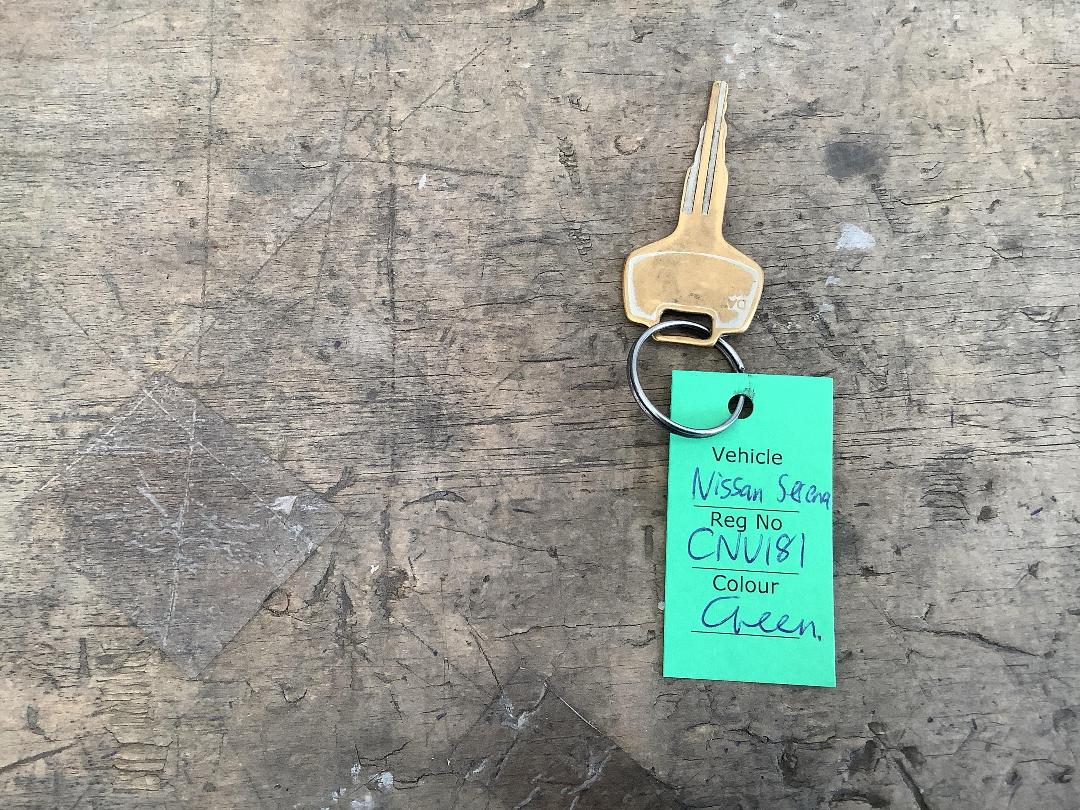 Vehicle
Nissan Serena
Reg No
CNU181
Colour
Green.